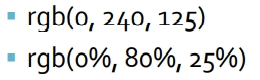 ▪ rgb(0, 240, 125)
▪ rgb(0%, 80%, 25%)